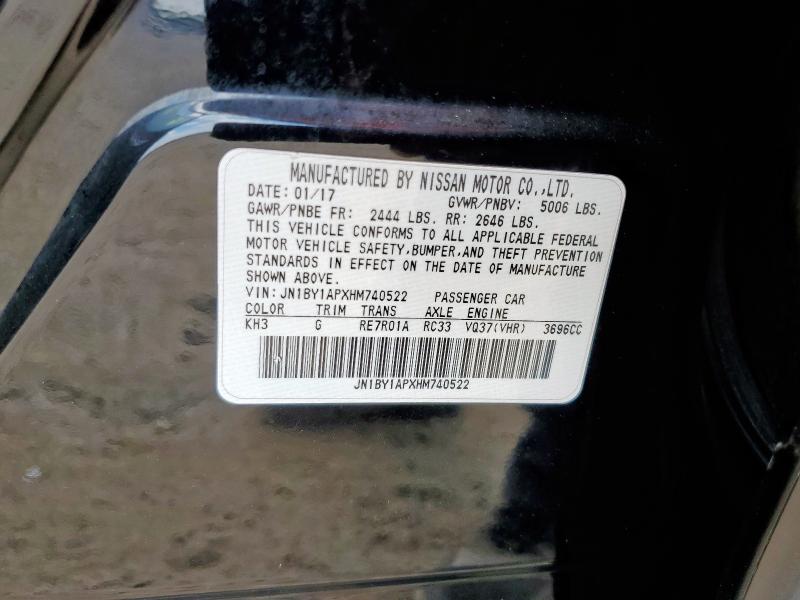 MANUFACTURED BY NISSAN MOTOR CO.,LTD.
DATE: 01/17 GVWR/PNBV: 5006 LBS.
GAWR/PNBE FR: 2444 LBS. RR: 2646 LBS.
THIS VEHICLE CONFORMS TO ALL APPLICABLE FEDERAL
MOTOR VEHICLE SAFETY,BUMPER,AND THEFT PREVENTION
STANDARDS IN EFFECT ON THE DATE OF MANUFACTURE
SHOWN ABOVE.
VIN: JN1BY1APXHM740522 PASSENGER CAR
COLOR TRIM TRANS AXLE ENGINE
KH3 G RE7R01A RC33 VQ37(VHR) 3696CC
JN1BY1APXHM740522